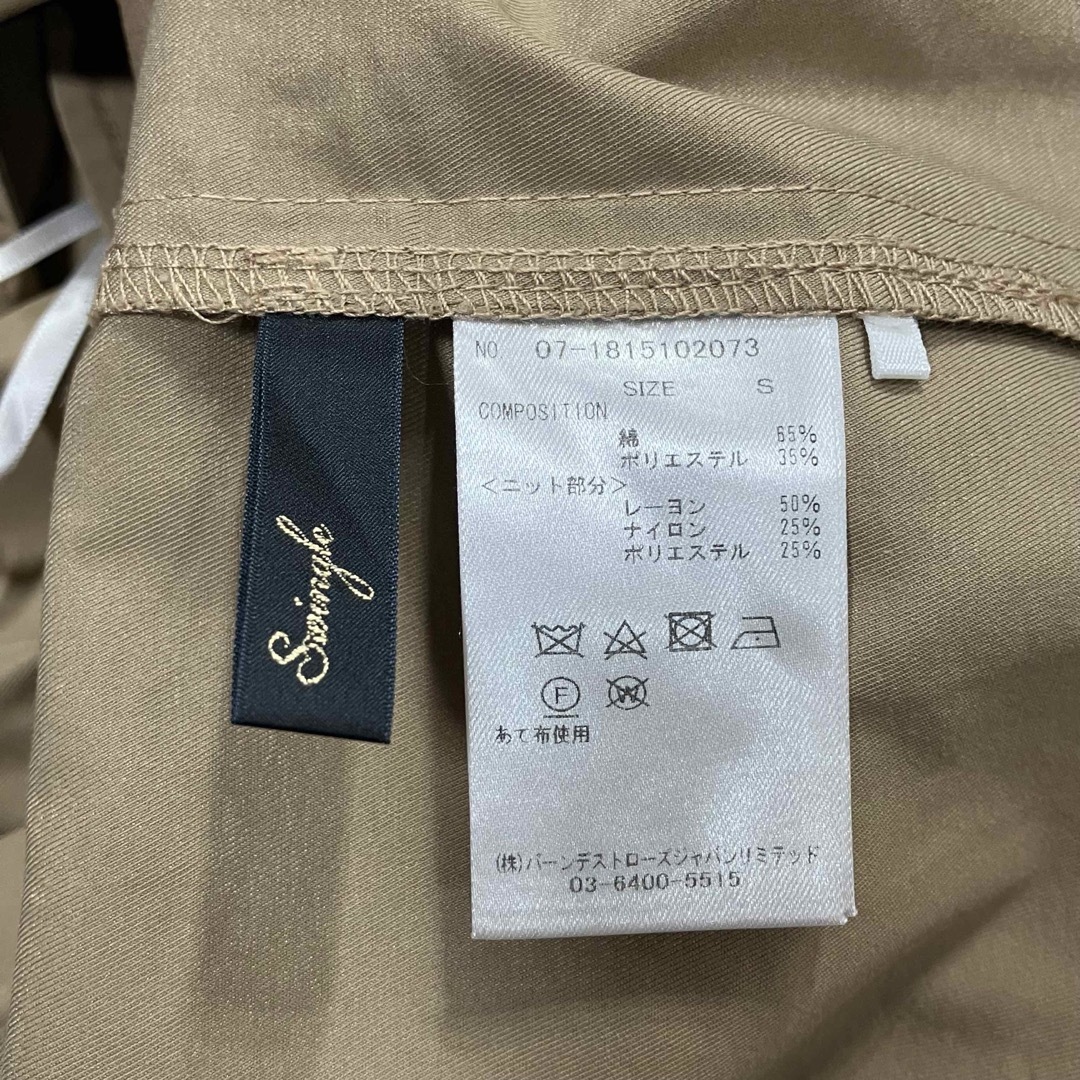 Swingle
NO 07-1815102073
SIZE S
COMPOSITION
綿 65%
ポリエステル 35%
<ニット部分>
レーヨン 50%
ナイロン 25%
ポリエステル 25%
F W
あて布使用
(株)バーンデストローズジャパンリミテッド
03-6400-5515